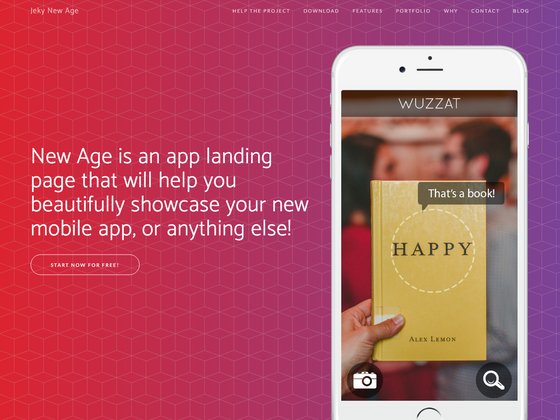 Jeky New Age
HELP THE PROJECT DOWNLOAD FEATURES PORTFOLIO WHY CONTACT BLOG
WUZZAT
New Age is an app landing
page that will help you
beautifully showcase your new
mobile app, or anything else!
START NOW FOR FREE!
That's a book!
HAPPY
ALEX LEMON